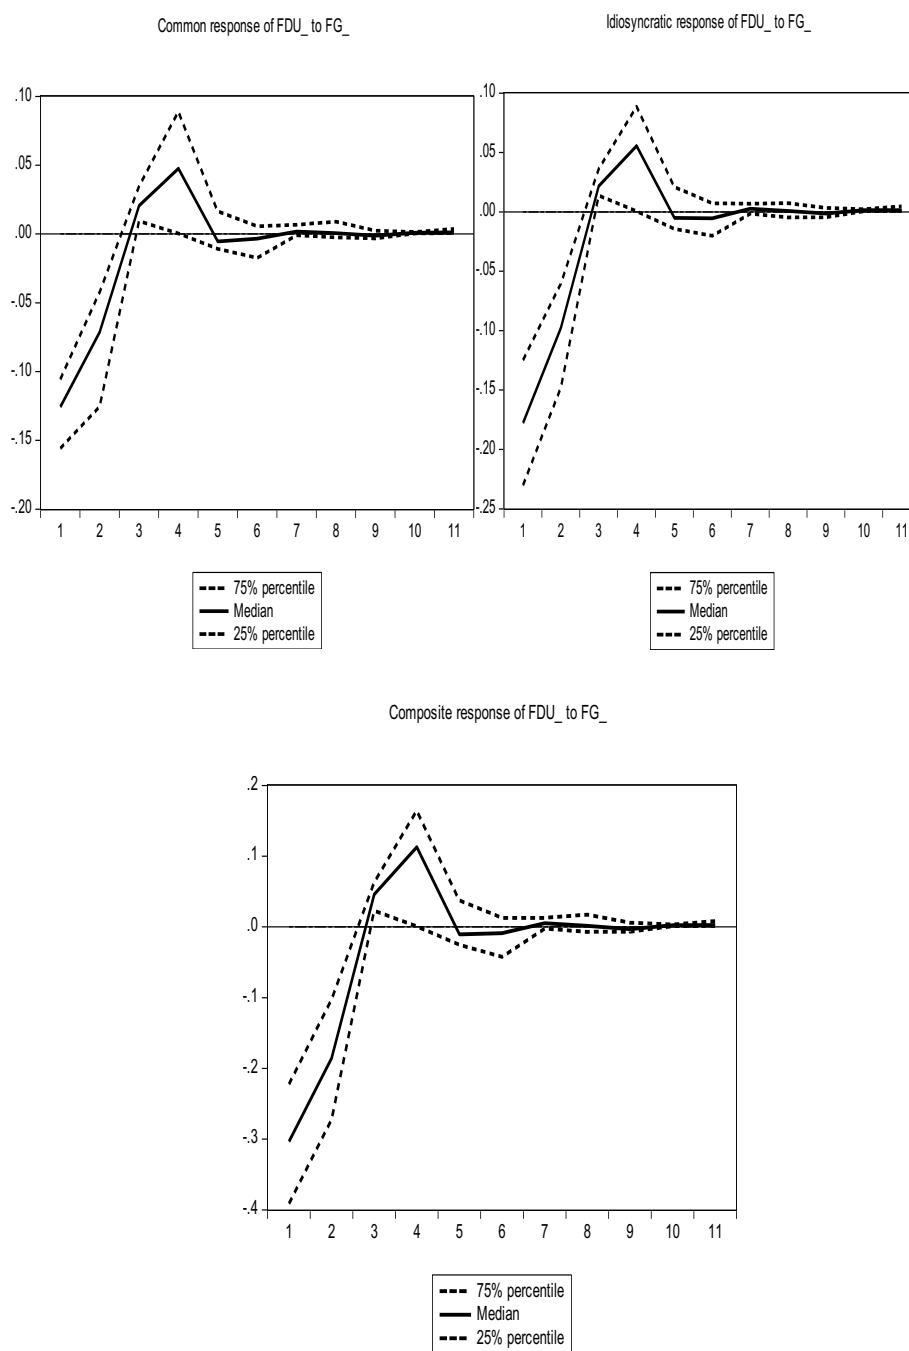 Common response of FDU_ to FG_
.10
.05
.00
-.05
-.10
-.15
-.20
1 2 3 4 5 6 7 8 9 10 11
75% percentile
Median
25% percentile
Idiosyncratic response of FDU_ to FG_
.10
.05
.00
-.05
-.10
-.15
-.20
-.25
1 2 3 4 5 6 7 8 9 10 11
75% percentile
Median
25% percentile
Composite response of FDU_ to FG_
.2
.1
.0
-.1
-.2
-.3
-.4
1 2 3 4 5 6 7 8 9 10 11
75% percentile
Median
25% percentile